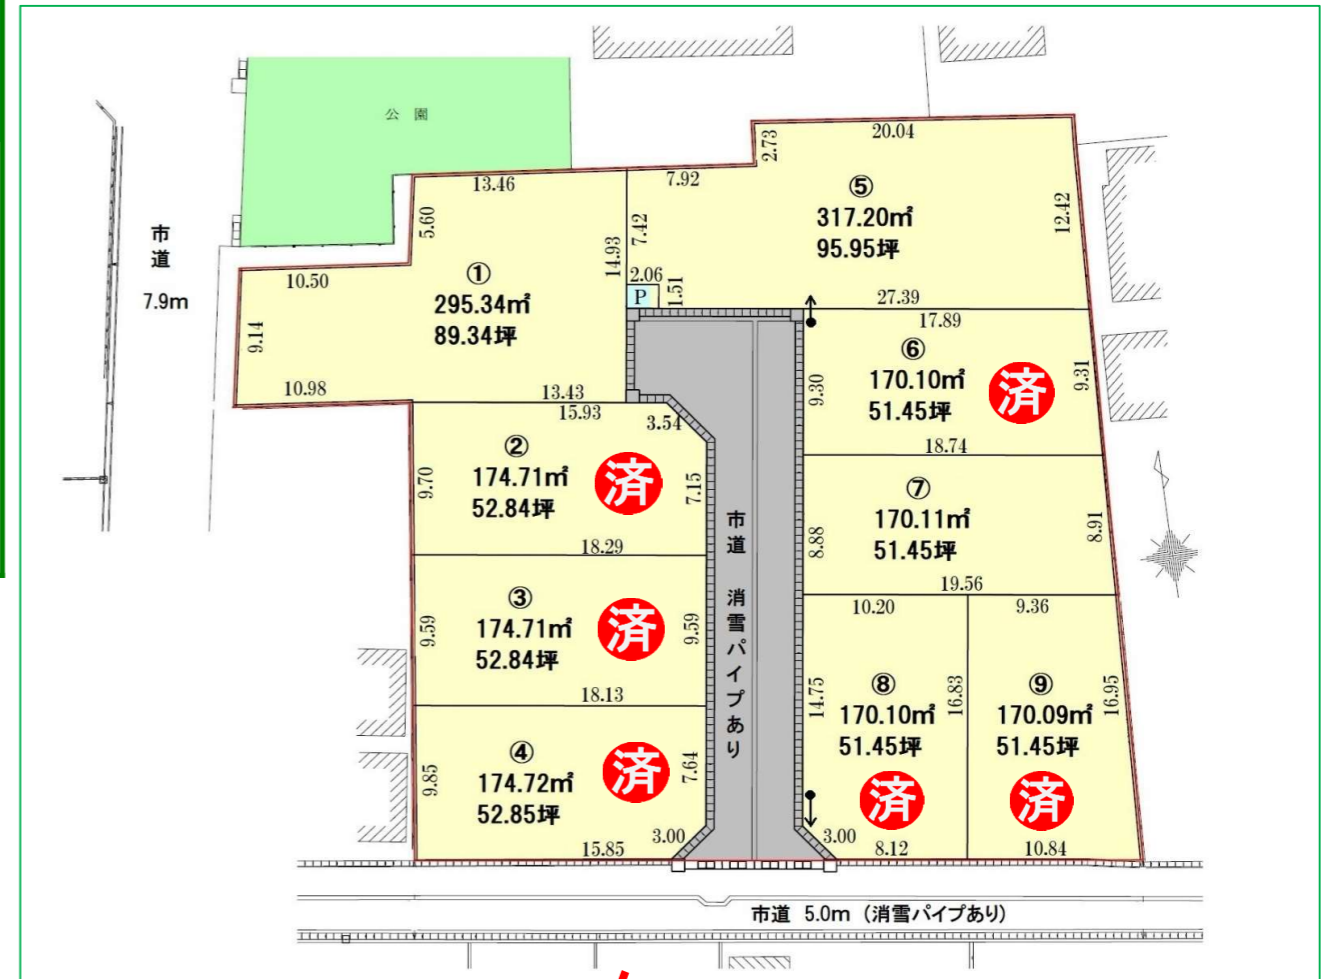 公 園
市道
7.9m
10.50
9.14
10.98
5.60
13.46
14.93
①
295.34㎡
89.34坪
13.43
7.92
7.42
2.06
P
1.51
2.73
20.04
⑤
317.20㎡
95.95坪
12.42
27.39
17.89
⑥
170.10㎡
51.45坪
済
9.30
9.31
18.74
⑦
170.11㎡
51.45坪
8.88
8.91
19.56
15.93
3.54
②
174.71㎡
52.84坪
済
9.70
7.15
18.29
③
174.71㎡
52.84坪
済
9.59
9.59
18.13
④
174.72㎡
52.85坪
済
9.85
7.64
3.00
15.85
市道 消雪パイプあり
10.20
14.75
⑧
170.10㎡
51.45坪
済
16.83
3.00
8.12
9.36
⑨
170.09㎡
51.45坪
済
16.95
10.84
市道 5.0m (消雪パイプあり)